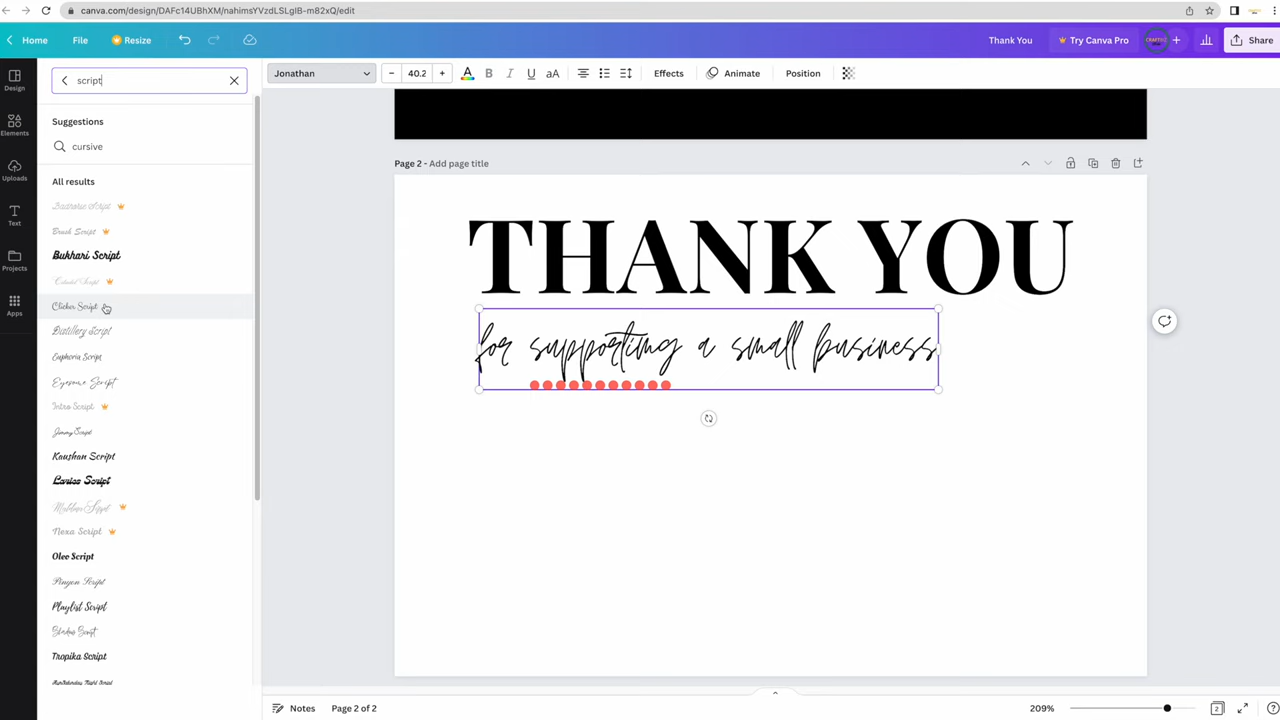 canva.com/design/DAFc14UBhXM/nahimsYVzdLSLgIB-m82xQ/edit
Home File Resize Thank You Try Canva Pro Share
Design
Elements
Uploads
Text
Projects
Apps
script
Suggestions
cursive
All results
Brush Script
Bukhari Script
Clicker Script
Distillery Script
Euphoria Script
Eyesome Script
Intro Script
Jimmy Script
Kaushan Script
Larisa Script
Nexa Script
Oleo Script
Pinyon Script
Playlist Script
Tropika Script
Jonathan − 40.2 + A B I U aA Effects Animate Position
Page 2 - Add page title
THANK YOU
for supportimg a small business
Notes Page 2 of 2 209% 2